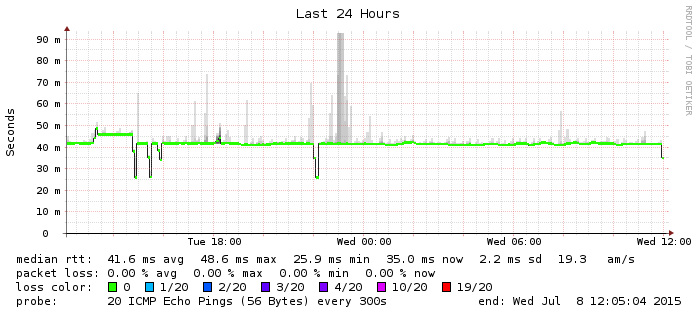 Last 24 Hours
RRDTOOL / TOBI OETIKER
Seconds
90 m
80 m
70 m
60 m
50 m
40 m
30 m
20 m
10 m
0
Tue 18:00 Wed 00:00 Wed 06:00 Wed 12:00
median rtt: 41.6 ms avg 48.6 ms max 25.9 ms min 35.0 ms now 2.2 ms sd 19.3 am/s
packet loss: 0.00 % avg 0.00 % max 0.00 % min 0.00 % now
loss color: 0 1/20 2/20 3/20 4/20 10/20 19/20
probe: 20 ICMP Echo Pings (56 Bytes) every 300s end: Wed Jul 8 12:05:04 2015